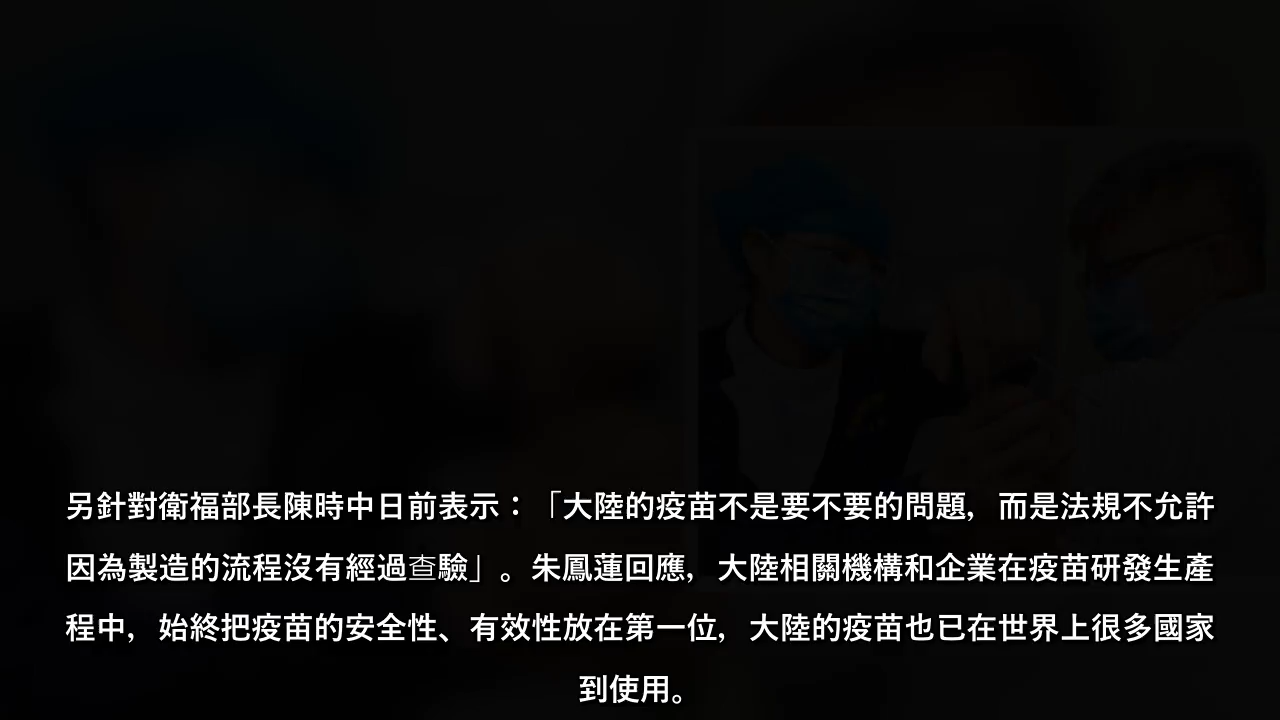 另針對衛福部長陳時中日前表示：「大陸的疫苗不是要不要的問題，而是法規不允許
因為製造的流程沒有經過查驗」。朱鳳蓮回應，大陸相關機構和企業在疫苗研發生產
程中，始終把疫苗的安全性、有效性放在第一位，大陸的疫苗也已在世界上很多國家
到使用。